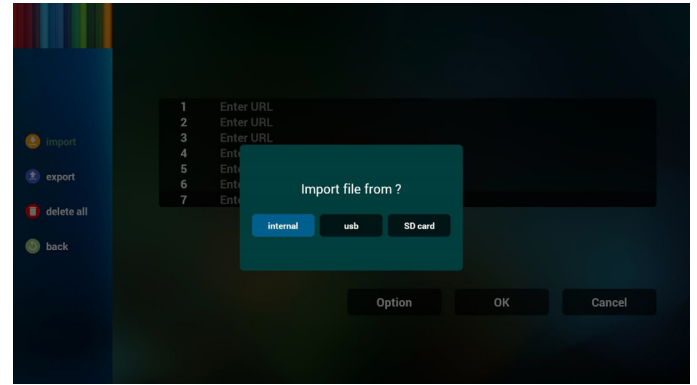 import
export
delete all
back
1 Enter URL
2 Enter URL
3 Enter URL
4
5
6
7
Import file from ?
internal usb SD card
Option OK Cancel